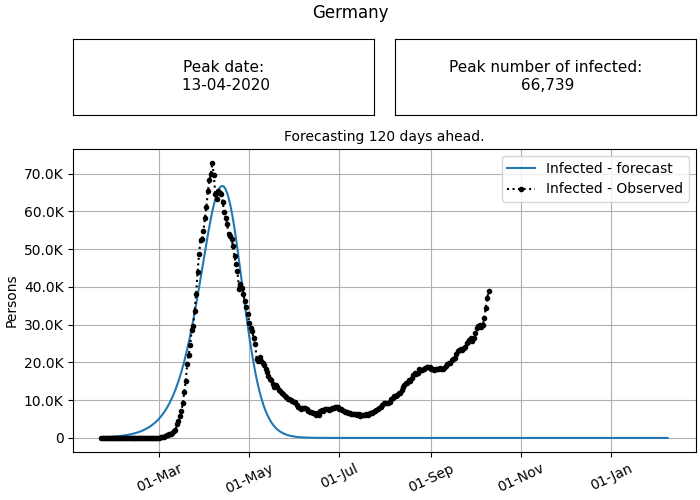 Germany
Peak date:
13-04-2020
Peak number of infected:
66,739
Forecasting 120 days ahead.
Infected - forecast
Infected - Observed
70.0K
60.0K
50.0K
40.0K
30.0K
20.0K
10.0K
0
Persons
01-Mar
01-May
01-Jul
01-Sep
01-Nov
01-Jan